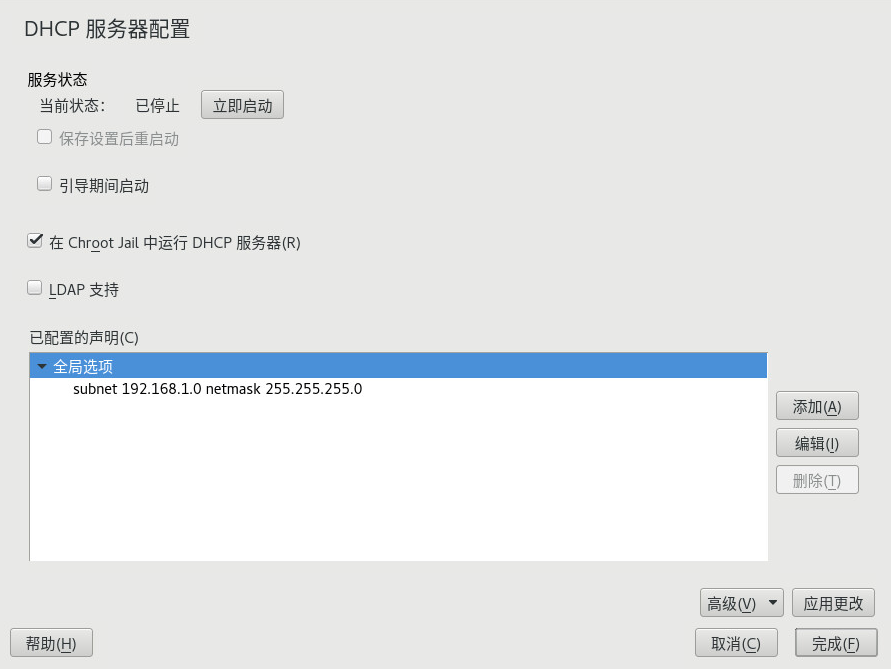 DHCP 服务器配置
服务状态
当前状态： 已停止 立即启动
保存设置后重启动
引导期间启动
在 Chroot Jail 中运行 DHCP 服务器(R)
LDAP 支持
已配置的声明(C)
全局选项
subnet 192.168.1.0 netmask 255.255.255.0
添加(A)
编辑(I)
删除(T)
高级(V) 应用更改
帮助(H) 取消(C) 完成(F)